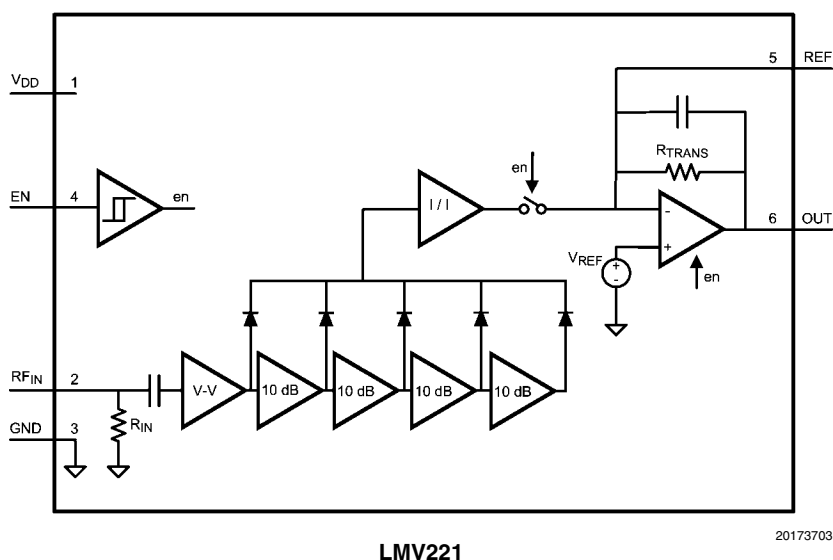 5 REF
VDD 1
RTRANS
en
EN 4 en
I / I
-
6 OUT
+
VREF
+
-
en
RFIN 2
V-V 10 dB 10 dB 10 dB 10 dB
RIN
GND 3
20173703
LMV221